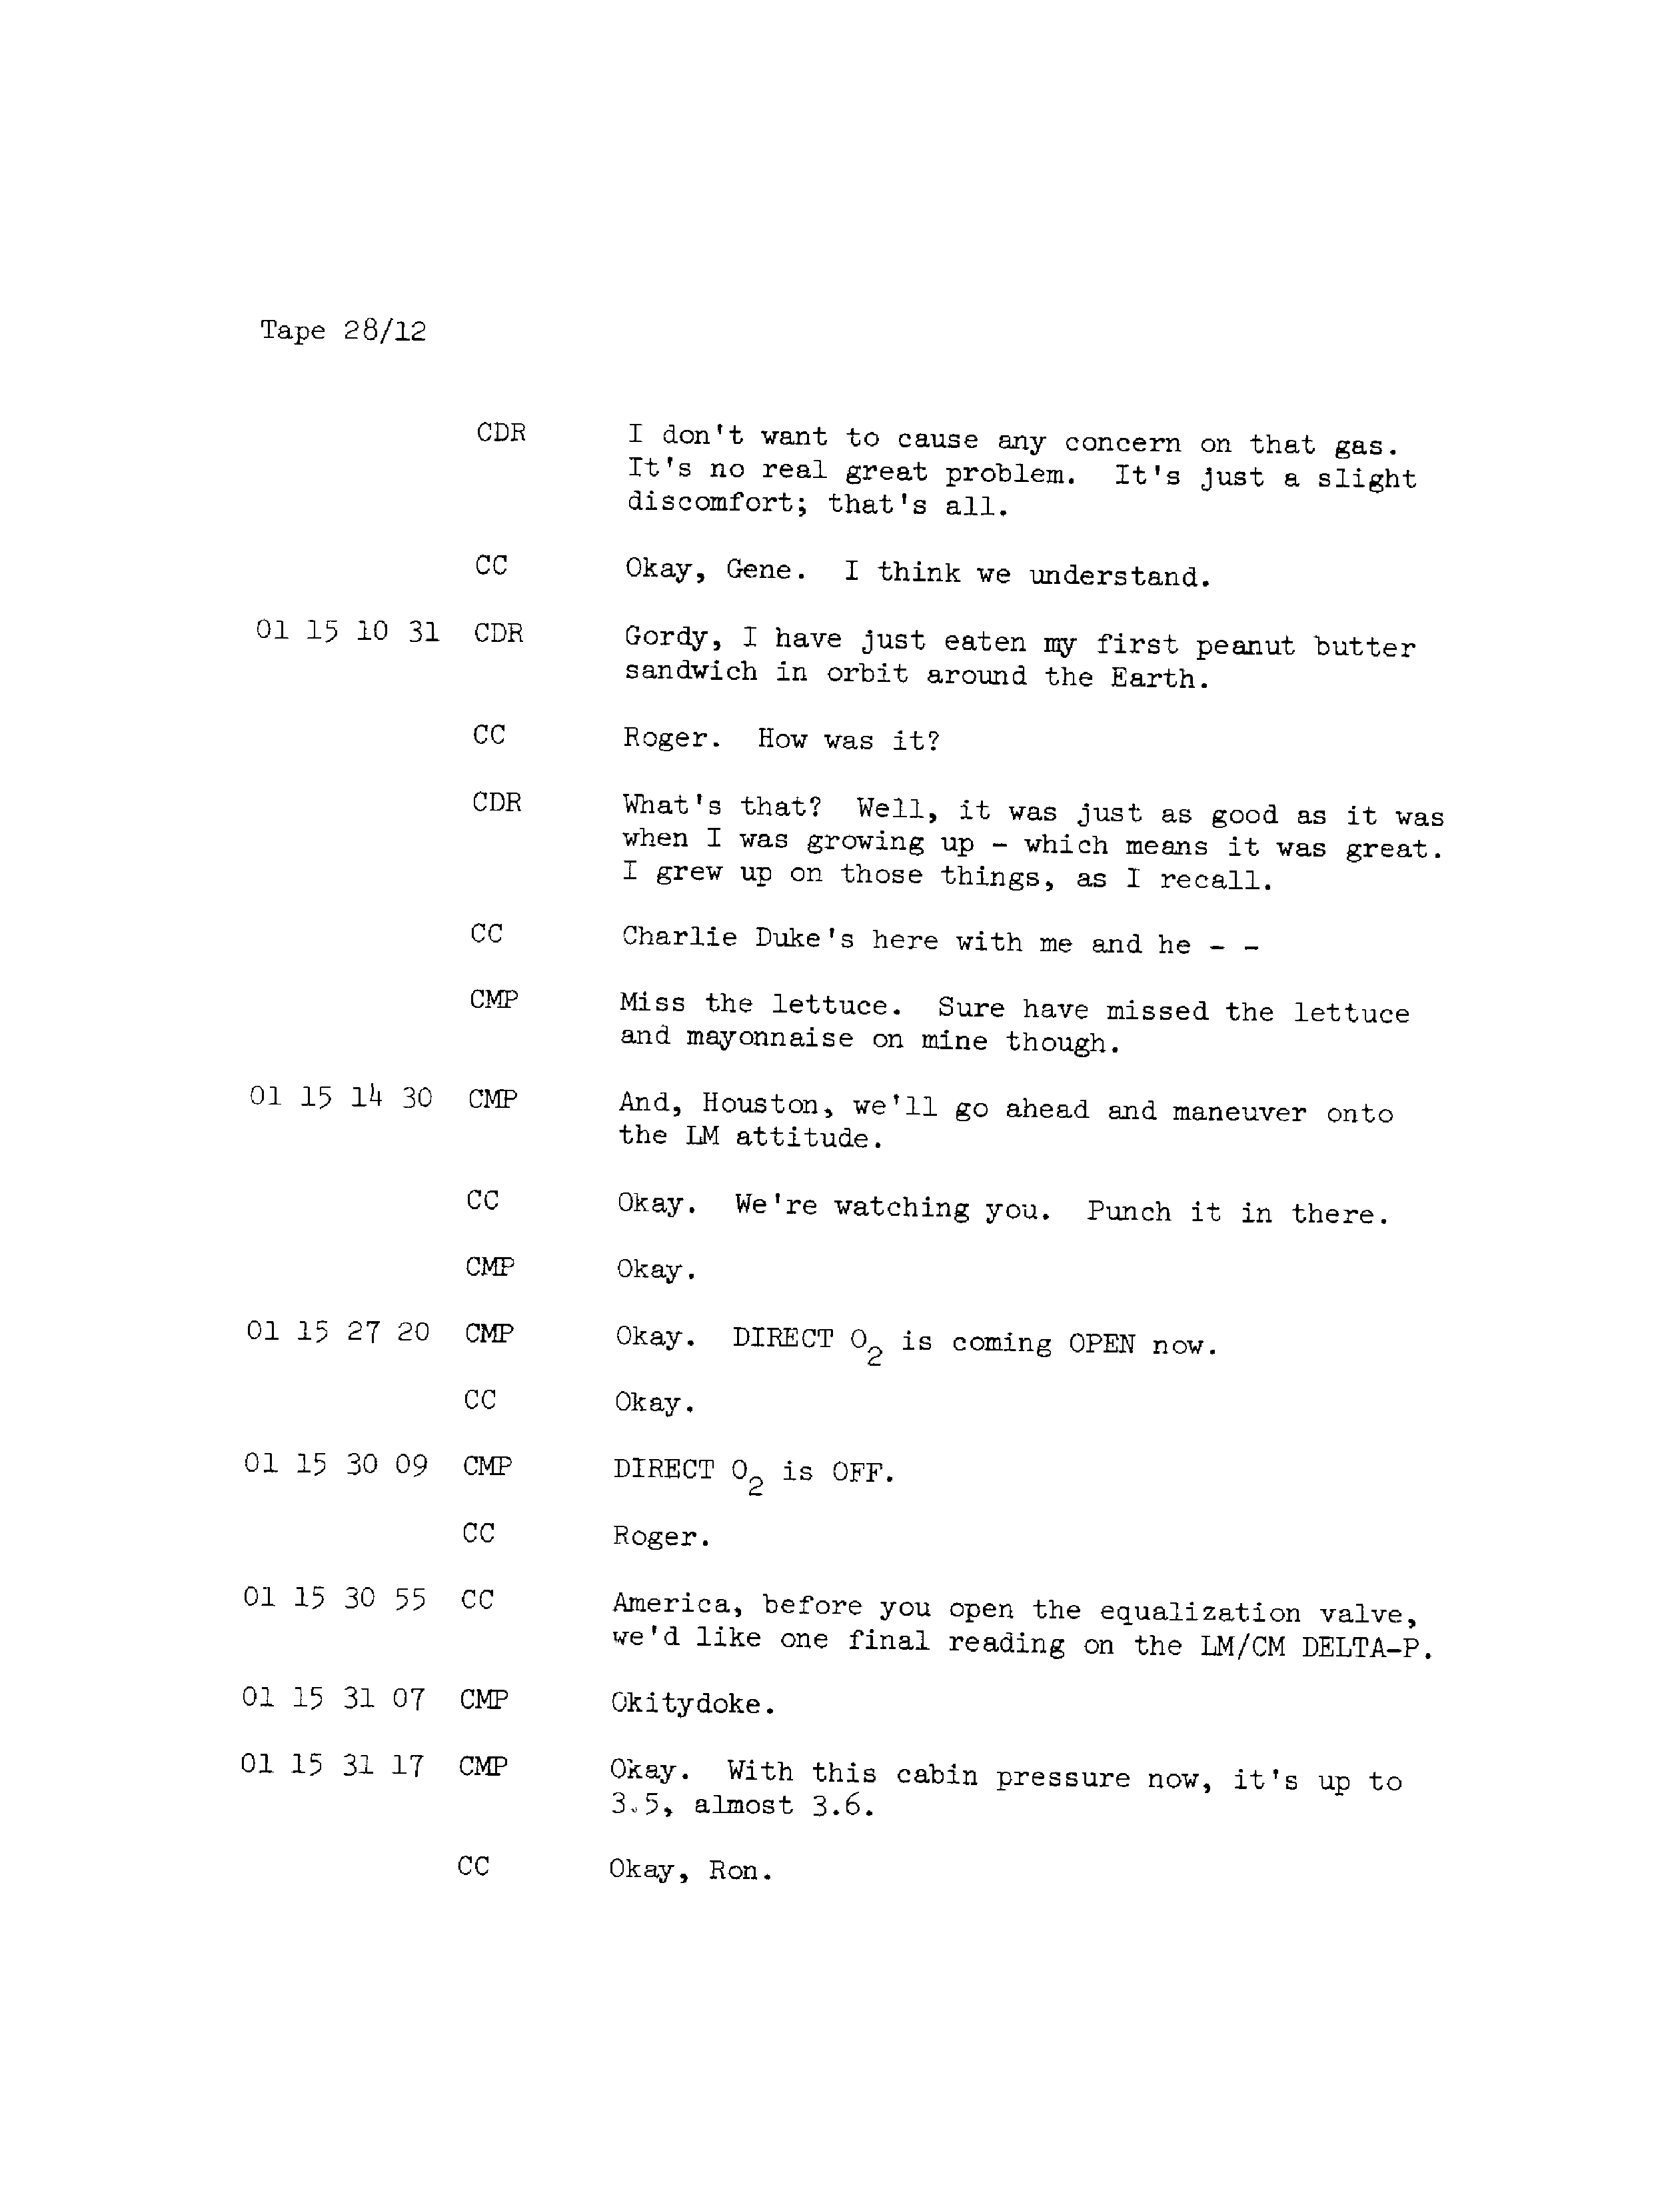 Tape 28/12
CDR I don't want to cause any concern on that gas.
It's no real great problem. It's just a slight
discomfort; that's all.
CC Okay, Gene. I think we understand.
01 15 10 31 CDR Gordy, I have just eaten my first peanut butter
sandwich in orbit around the Earth.
CC Roger. How was it?
CDR What's that? Well, it was just as good as it was
when I was growing up - which means it was great.
I grew up on those things, as I recall.
CC Charlie Duke's here with me and he - -
CMP Miss the lettuce. Sure have missed the lettuce
and mayonnaise on mine though.
01 15 14 30 CMP And, Houston, we'll go ahead and maneuver onto
the LM attitude.
CC Okay. We're watching you. Punch it in there.
CMP Okay.
01 15 27 20 CMP Okay. DIRECT O2 is coming OPEN now.
CC Okay.
01 15 30 09 CMP DIRECT O2 is OFF.
CC Roger.
01 15 30 55 CC America, before you open the equalization valve,
we'd like one final reading on the LM/CM DELTA-P.
01 15 31 07 CMP Okitydoke.
01 15 31 17 CMP Okay. With this cabin pressure now, it's up to
3.5, almost 3.6.
CC Okay, Ron.